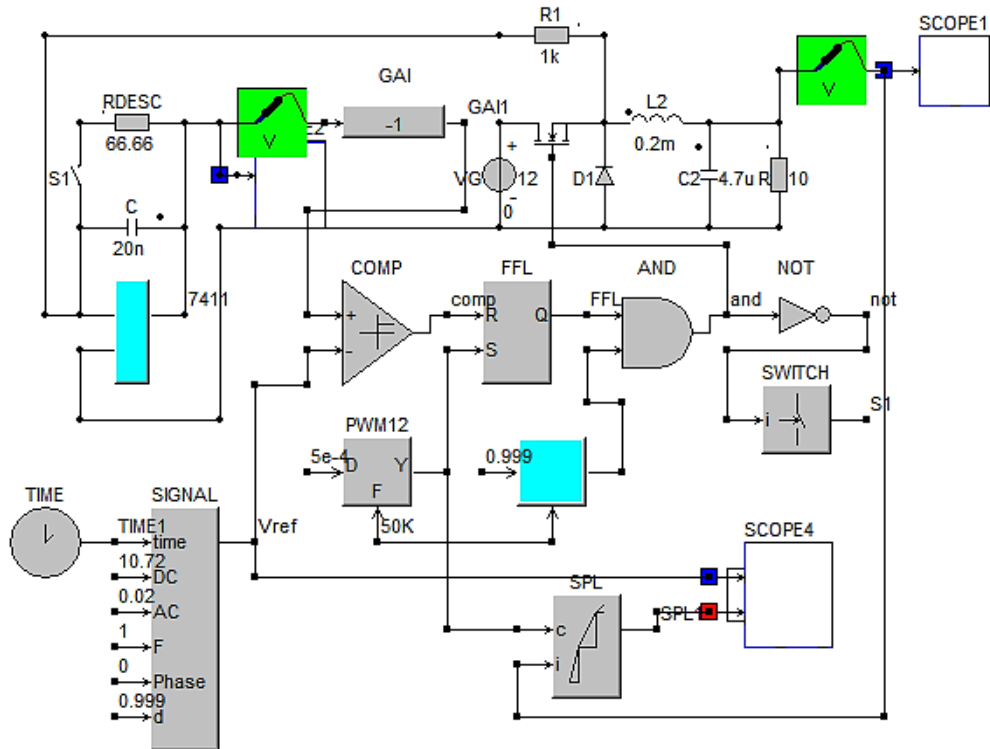 R1
SCOPE1
1k
GAI
RDESC
GAI1
L2
-1
V
V
66.66
0.2m
S1
VG
+
12
D1
C2
4.7u
R
10
C
-
0
20n
COMP
FFL
AND
NOT
7411
comp
FFL
and
not
+
R
Q
-
S
SWITCH
PWM12
i
S1
5e-4
D
Y
0.999
F
TIME
SIGNAL
50K
TIME1
Vref
time
SCOPE4
10.72
DC
0.02
SPL
AC
SPL1
1
c
F
0
i
Phase
0.999
d